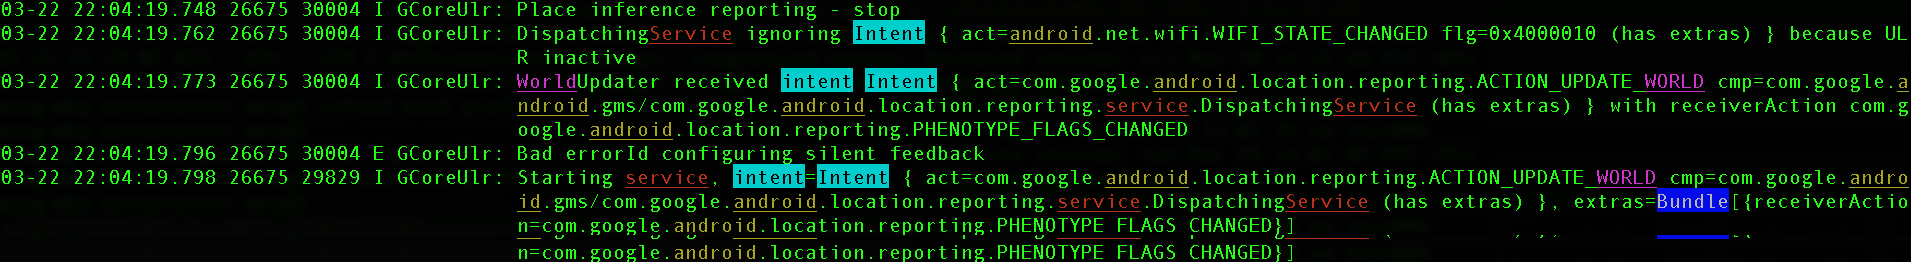 03-22 22:04:19.748 26675 30004 I GCoreUlr: Place inference reporting - stop
03-22 22:04:19.762 26675 30004 I GCoreUlr: DispatchingService ignoring Intent { act=android.net.wifi.WIFI_STATE_CHANGED flg=0x4000010 (has extras) } because UL
R inactive
03-22 22:04:19.773 26675 30004 I GCoreUlr: WorldUpdater received intent Intent { act=com.google.android.location.reporting.ACTION_UPDATE_WORLD cmp=com.google.a
ndroid.gms/com.google.android.location.reporting.service.DispatchingService (has extras) } with receiverAction com.g
oogle.android.location.reporting.PHENOTYPE_FLAGS_CHANGED
03-22 22:04:19.796 26675 30004 E GCoreUlr: Bad errorId configuring silent feedback
03-22 22:04:19.798 26675 29829 I GCoreUlr: Starting service, intent=Intent { act=com.google.android.location.reporting.ACTION_UPDATE_WORLD cmp=com.google.andro
id.gms/com.google.android.location.reporting.service.DispatchingService (has extras) }, extras=Bundle[{receiverActio
n=com.google.android.location.reporting.PHENOTYPE_FLAGS_CHANGED}]
n=com.google.android.location.reporting.PHENOTYPE_FLAGS_CHANGED}]